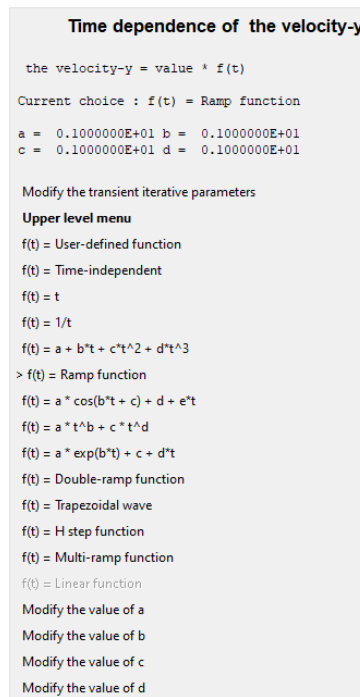 Time dependence of the velocity-y
the velocity-y = value * f(t)
Current choice : f(t) = Ramp function
a = 0.1000000E+01 b = 0.1000000E+01
c = 0.1000000E+01 d = 0.1000000E+01
Modify the transient iterative parameters
Upper level menu
f(t) = User-defined function
f(t) = Time-independent
f(t) = t
f(t) = 1/t
f(t) = a + b*t + c*t^2 + d*t^3
> f(t) = Ramp function
f(t) = a * cos(b*t + c) + d + e*t
f(t) = a * t^b + c * t^d
f(t) = a * exp(b*t) + c + d*t
f(t) = Double-ramp function
f(t) = Trapezoidal wave
f(t) = H step function
f(t) = Multi-ramp function
f(t) = Linear function
Modify the value of a
Modify the value of b
Modify the value of c
Modify the value of d